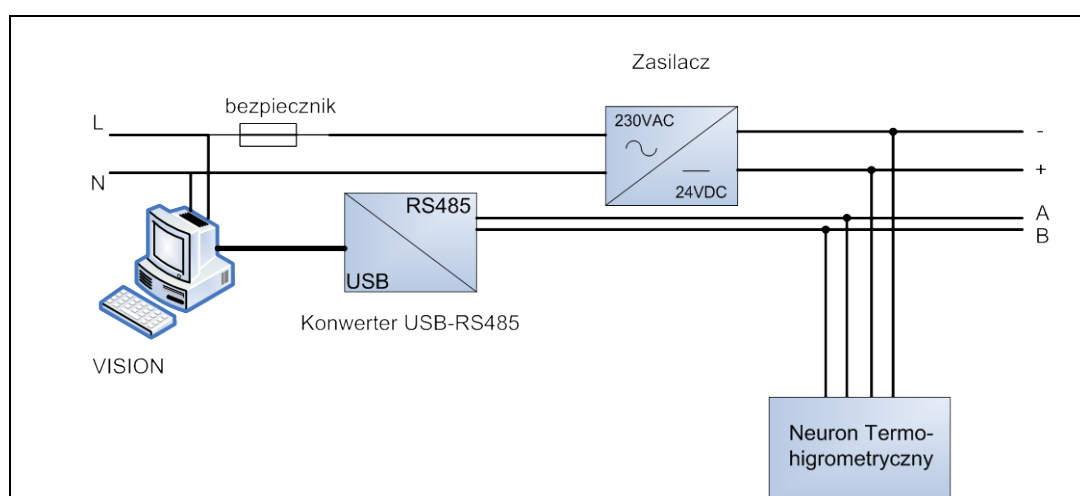 Zasilacz
bezpiecznik
L
230VAC
-
N
24VDC
+
RS485
A
B
USB
Konwerter USB-RS485
VISION
Neuron Termo-
higrometryczny